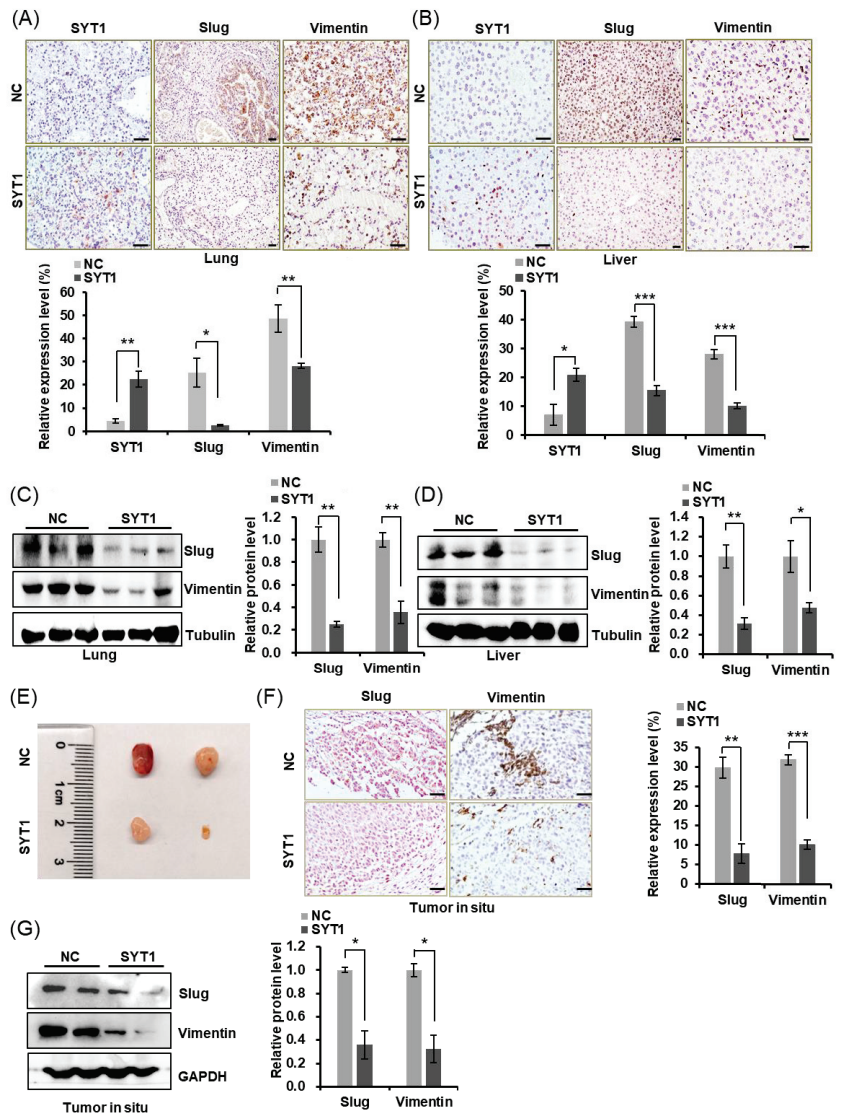 (A)
SYT1 Slug Vimentin
NC
SYT1
Lung
NC
SYT1
Relative expression level (%)
60
50
40
30
20
10
0
** * **
SYT1 Slug Vimentin
(B)
SYT1 Slug Vimentin
NC
SYT1
Liver
NC
SYT1
Relative expression level (%)
50
40
30
20
10
0
* *** ***
SYT1 Slug Vimentin
(C)
NC SYT1
Slug
Vimentin
Tubulin
Lung
NC
SYT1
Relative protein level
1.2
1.0
0.8
0.6
0.4
0.2
0.0
** **
Slug Vimentin
(D)
NC SYT1
Slug
Vimentin
Tubulin
Liver
NC
SYT1
Relative protein level
1.4
1.2
1.0
0.8
0.6
0.4
0.2
0.0
** *
Slug Vimentin
(E)
NC
SYT1
0
1 cm
2
3
(F)
Slug Vimentin
NC
SYT1
Tumor in situ
NC
SYT1
Relative expression level (%)
35
30
25
20
15
10
5
0
** ***
Slug Vimentin
(G)
NC SYT1
Slug
Vimentin
GAPDH
Tumor in situ
NC
SYT1
Relative protein level
1.2
1.0
0.8
0.6
0.4
0.2
0.0
* *
Slug Vimentin